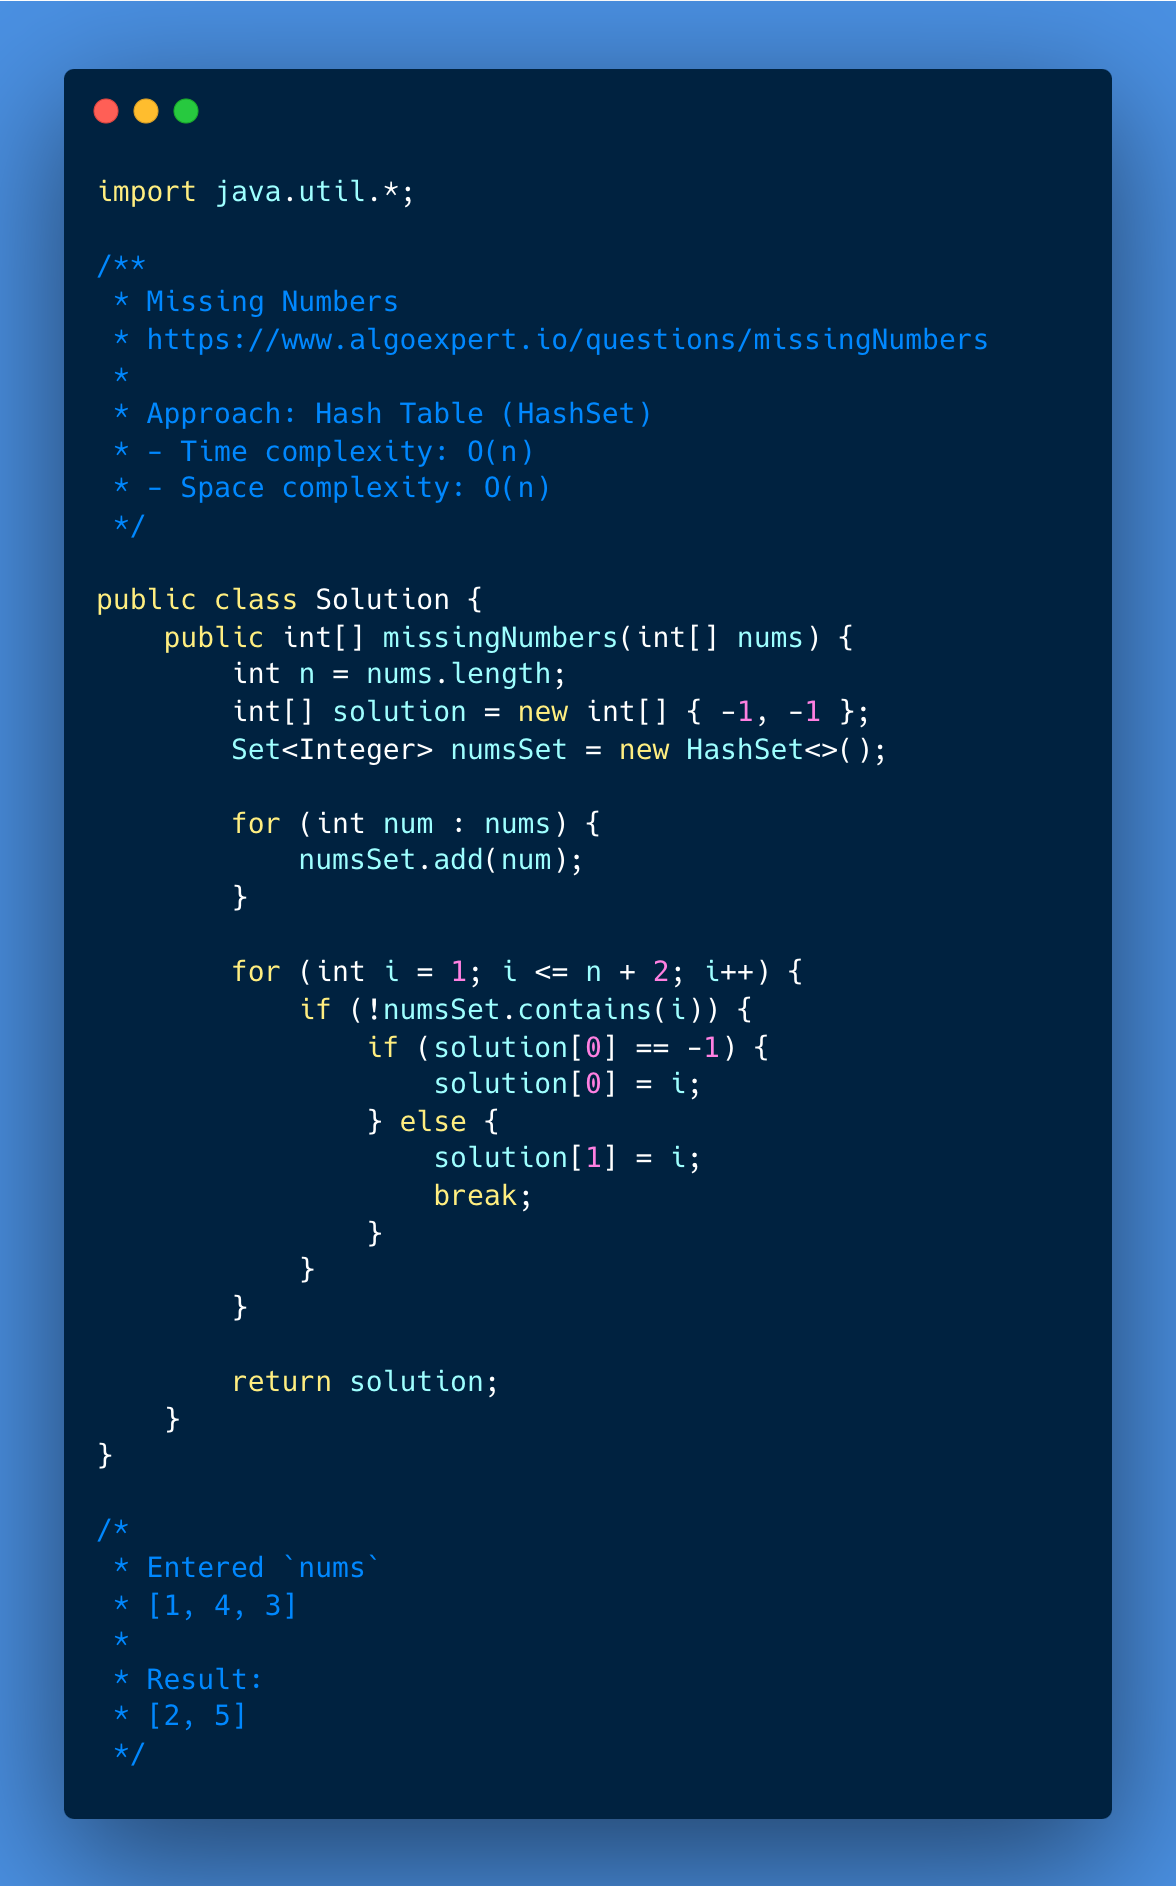 import java.util.*;

/**
 * Missing Numbers
 * https://www.algoexpert.io/questions/missingNumbers
 *
 * Approach: Hash Table (HashSet)
 * - Time complexity: O(n)
 * - Space complexity: O(n)
 */

public class Solution {
    public int[] missingNumbers(int[] nums) {
        int n = nums.length;
        int[] solution = new int[] { -1, -1 };
        Set<Integer> numsSet = new HashSet<>();

        for (int num : nums) {
            numsSet.add(num);
        }

        for (int i = 1; i <= n + 2; i++) {
            if (!numsSet.contains(i)) {
                if (solution[0] == -1) {
                    solution[0] = i;
                } else {
                    solution[1] = i;
                    break;
                }
            }
        }

        return solution;
    }
}

/*
 * Entered `nums`
 * [1, 4, 3]
 *
 * Result:
 * [2, 5]
 */